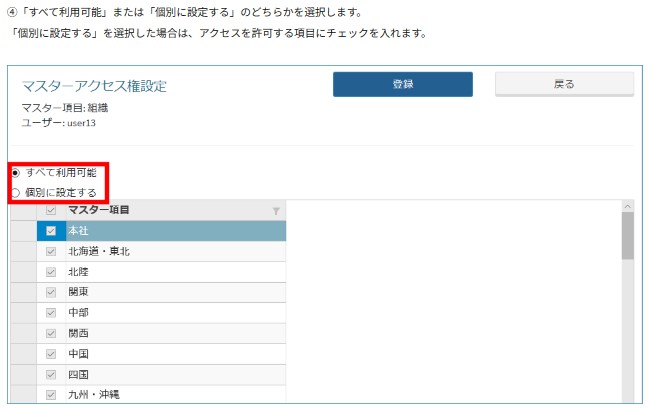 ④「すべて利用可能」または「個別に設定する」のどちらかを選択します。
「個別に設定する」を選択した場合は、アクセスを許可する項目にチェックを入れます。
マスターアクセス権設定
登録
戻る
マスター項目: 組織
ユーザー: user13
すべて利用可能
個別に設定する
マスター項目
本社
北海道・東北
北陸
関東
中部
関西
中国
四国
九州・沖縄